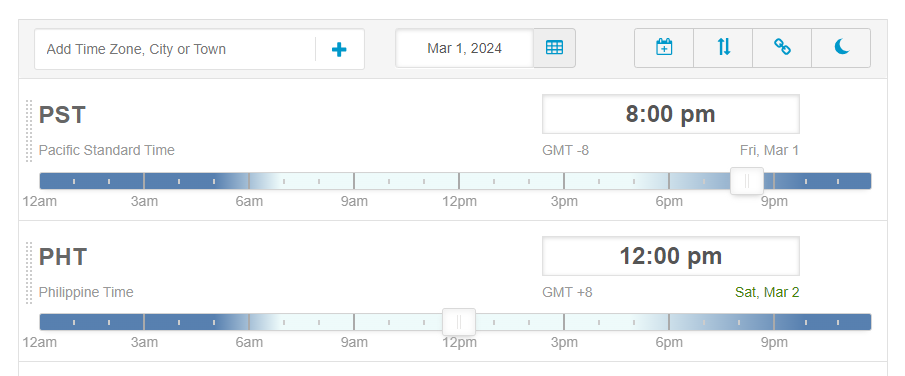 Add Time Zone, City or Town
Mar 1, 2024
PST
8:00 pm
Pacific Standard Time
GMT -8
Fri, Mar 1
12am 3am 6am 9am 12pm 3pm 6pm 9pm
PHT
12:00 pm
Philippine Time
GMT +8
Sat, Mar 2
12am 3am 6am 9am 12pm 3pm 6pm 9pm